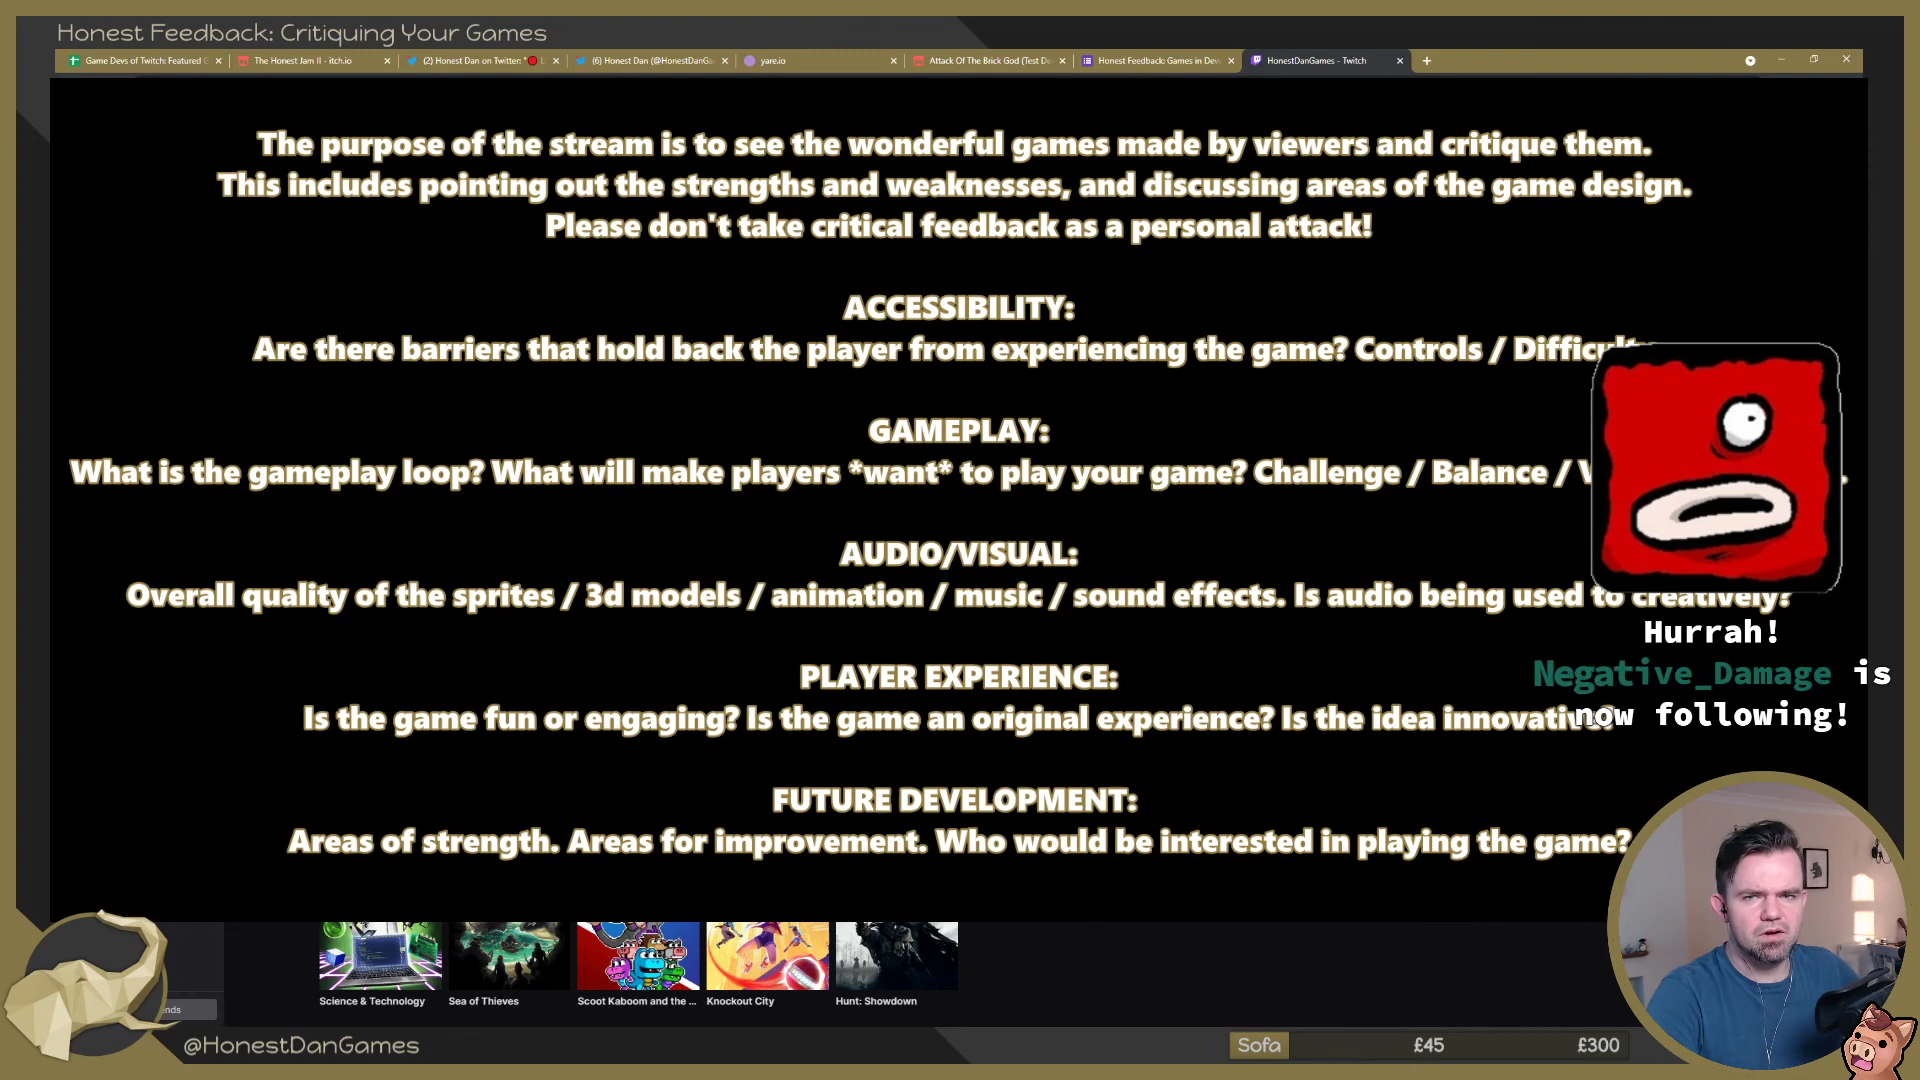 Honest Feedback: Critiquing Your Games
Game Devs of Twitch: Featured
The Honest Jam II - itch.io
(2) Honest Dan on Twitter: "
(6) Honest Dan (@HonestDanGa
yare.io
Attack Of The Brick God (Test D
Honest Feedback: Games in Dev
HonestDanGames - Twitch
The purpose of the stream is to see the wonderful games made by viewers and critique them.
This includes pointing out the strengths and weaknesses, and discussing areas of the game design.
Please don't take critical feedback as a personal attack!
ACCESSIBILITY:
Are there barriers that hold back the player from experiencing the game? Controls / Difficulty
GAMEPLAY:
What is the gameplay loop? What will make players *want* to play your game? Challenge / Balance /
AUDIO/VISUAL:
Overall quality of the sprites / 3d models / animation / music / sound effects. Is audio being used to creatively?
Hurrah!
Negative_Damage is
now following!
PLAYER EXPERIENCE:
Is the game fun or engaging? Is the game an original experience? Is the idea innovative?
FUTURE DEVELOPMENT:
Areas of strength. Areas for improvement. Who would be interested in playing the game?
Science & Technology
Sea of Thieves
Scoot Kaboom and the ...
Knockout City
Hunt: Showdown
@HonestDanGames
Sofa £45 £300